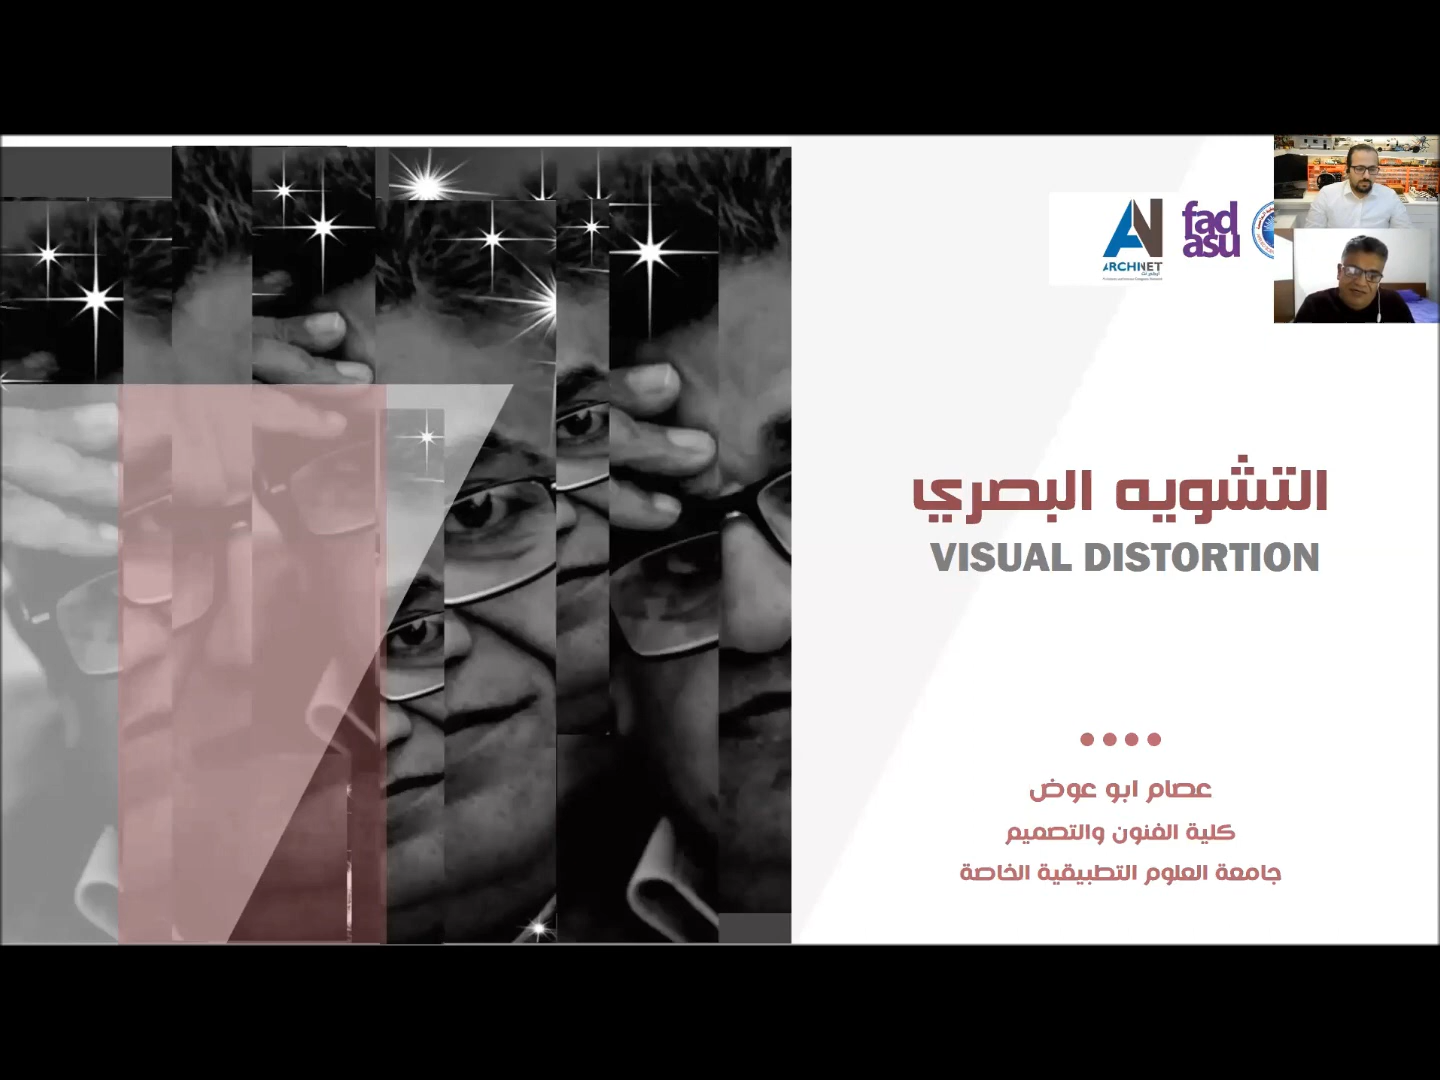 ARCHNET
fad
asu
التشويه البصري
VISUAL DISTORTION
عصام ابو عوض
كلية الفنون والتصميم
جامعة العلوم التطبيقية الخاصة